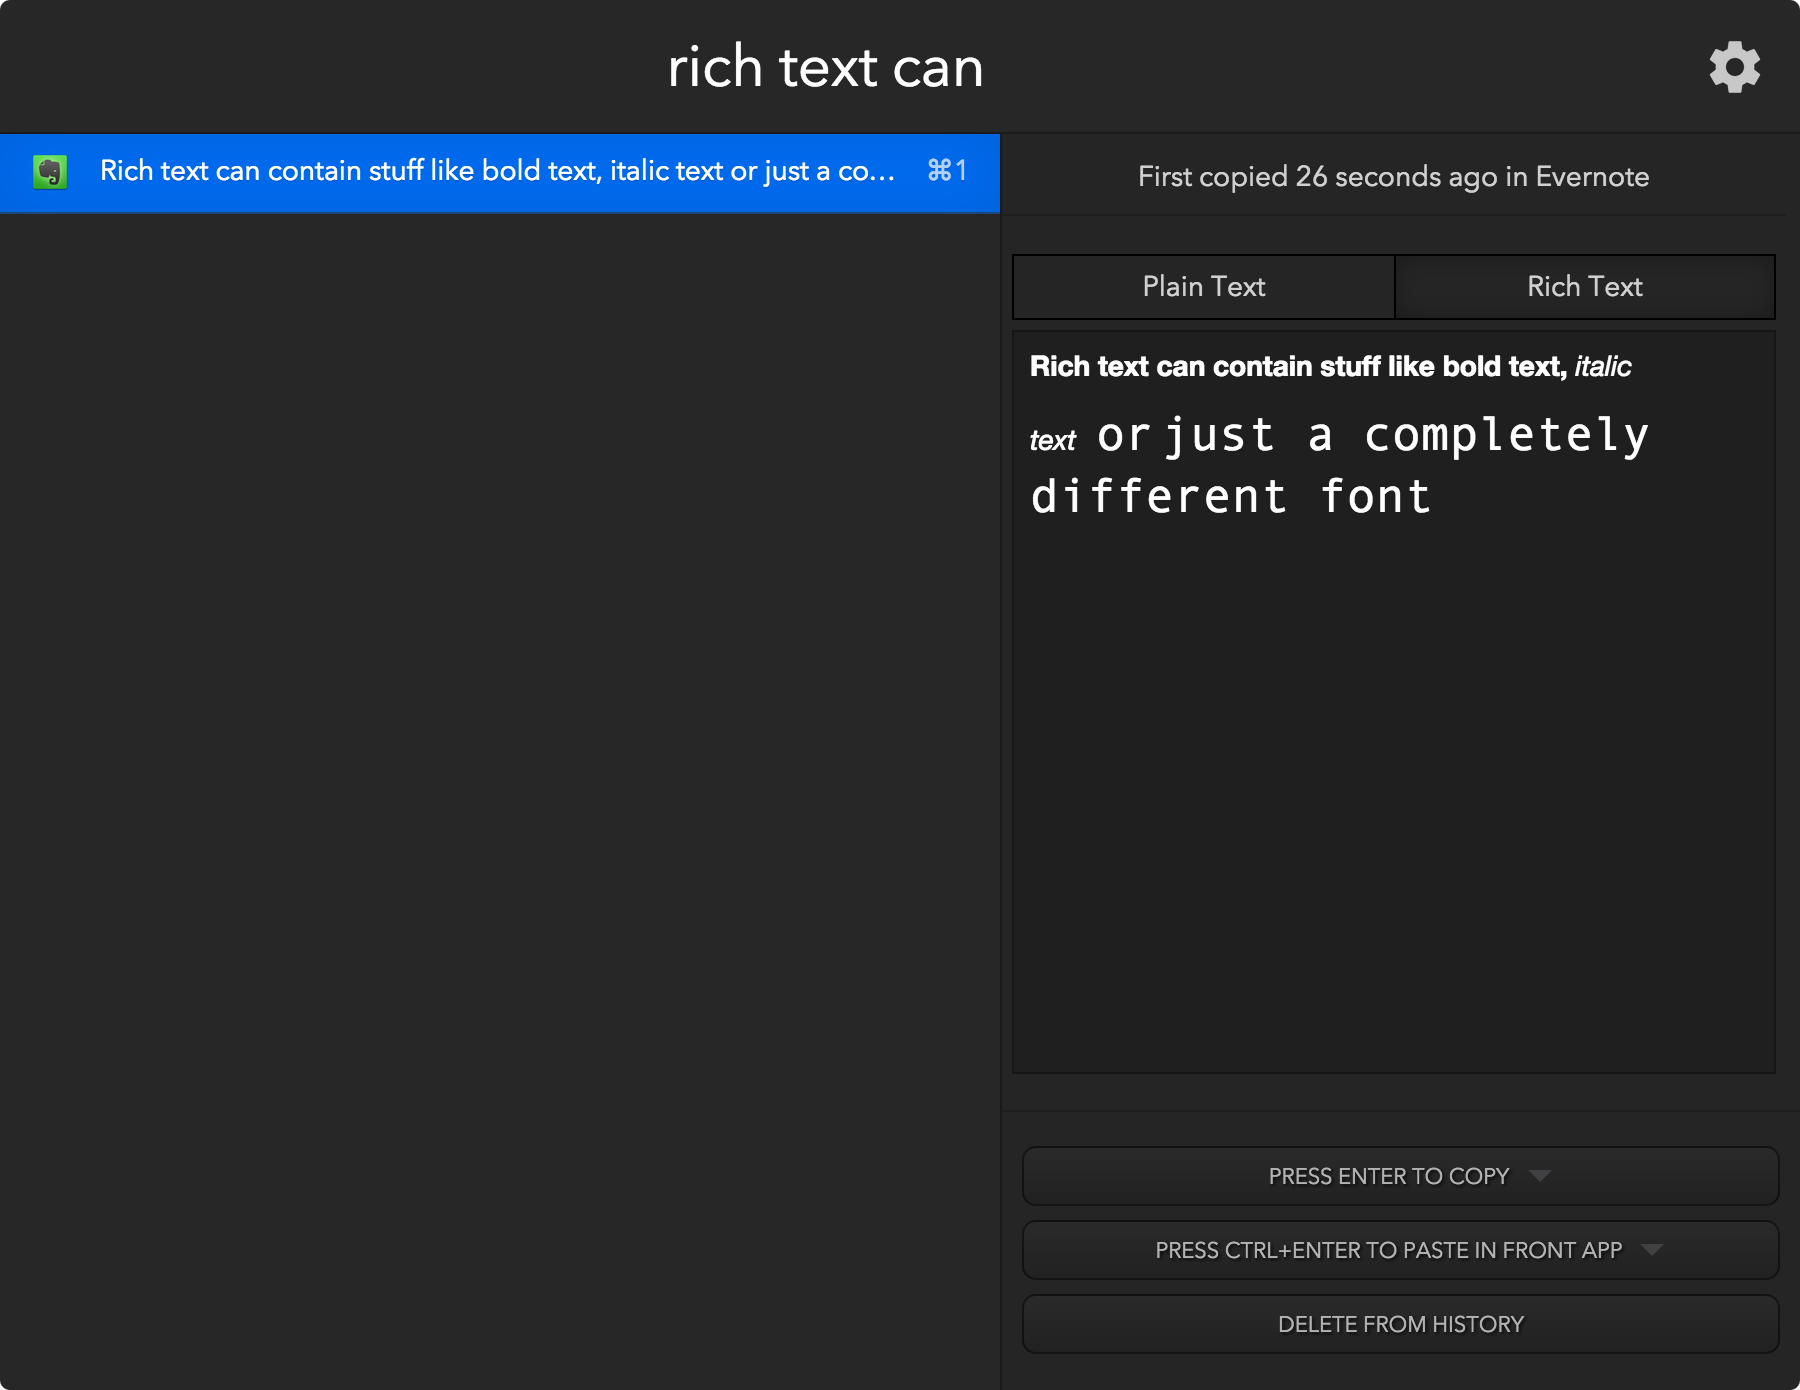 rich text can
Rich text can contain stuff like bold text, italic text or just a co... ⌘1
First copied 26 seconds ago in Evernote
Plain Text
Rich Text
Rich text can contain stuff like bold text, italic
text or just a completely
different font
PRESS ENTER TO COPY
PRESS CTRL+ENTER TO PASTE IN FRONT APP
DELETE FROM HISTORY